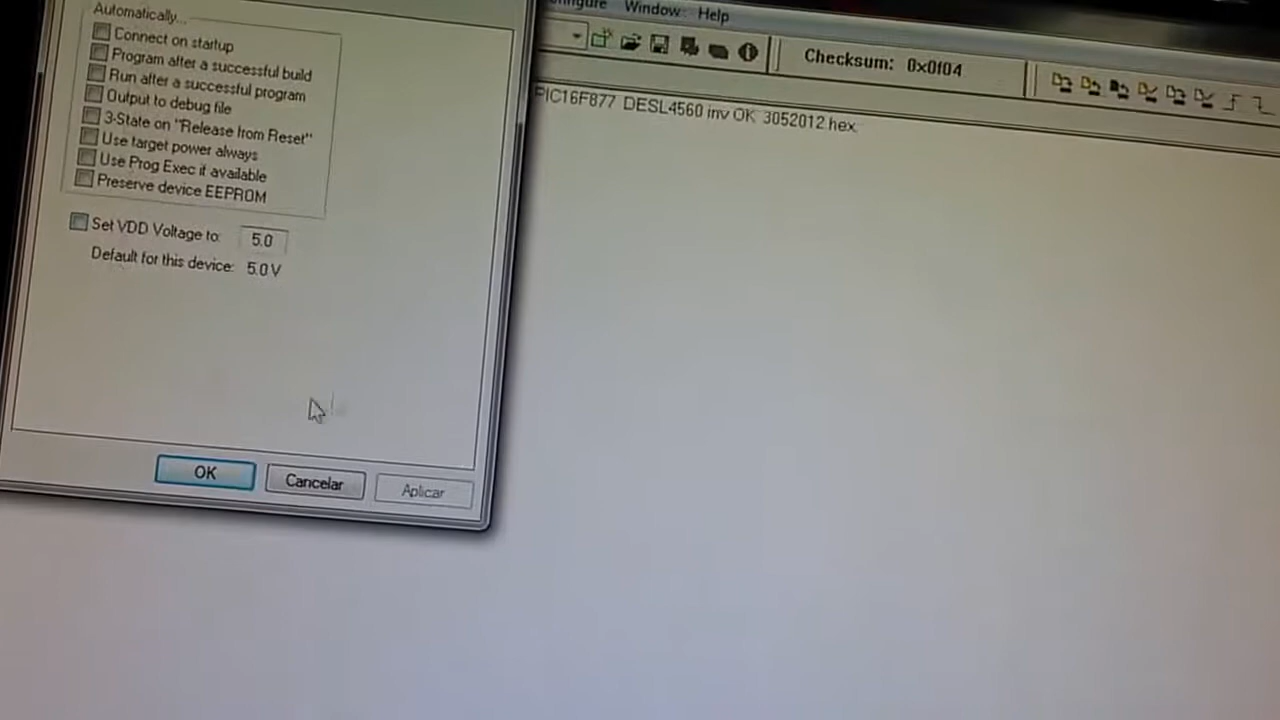 Automatically...
Connect on startup
Program after a successful build
Run after a successful program
Output to debug file
3-State on "Release from Reset"
Use target power always
Use Prog Exec if available
Preserve device EEPROM
Set VDD Voltage to: 5.0
Default for this device: 5.0 V
OK Cancelar Aplicar
Window Help
Checksum: 0x0f04
PIC16F877 DESL4560 inv OK 3052012.hex